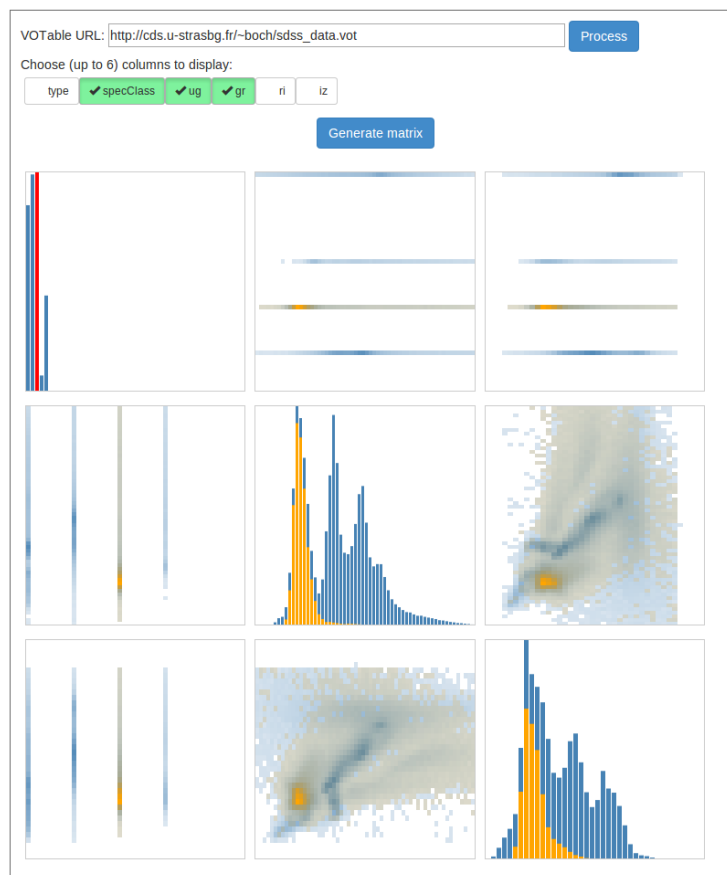 VOTable URL: http://cds.u-strasbg.fr/~boch/sdss_data.vot Process
Choose (up to 6) columns to display:
type ✔specClass ✔ug ✔gr ri iz
Generate matrix